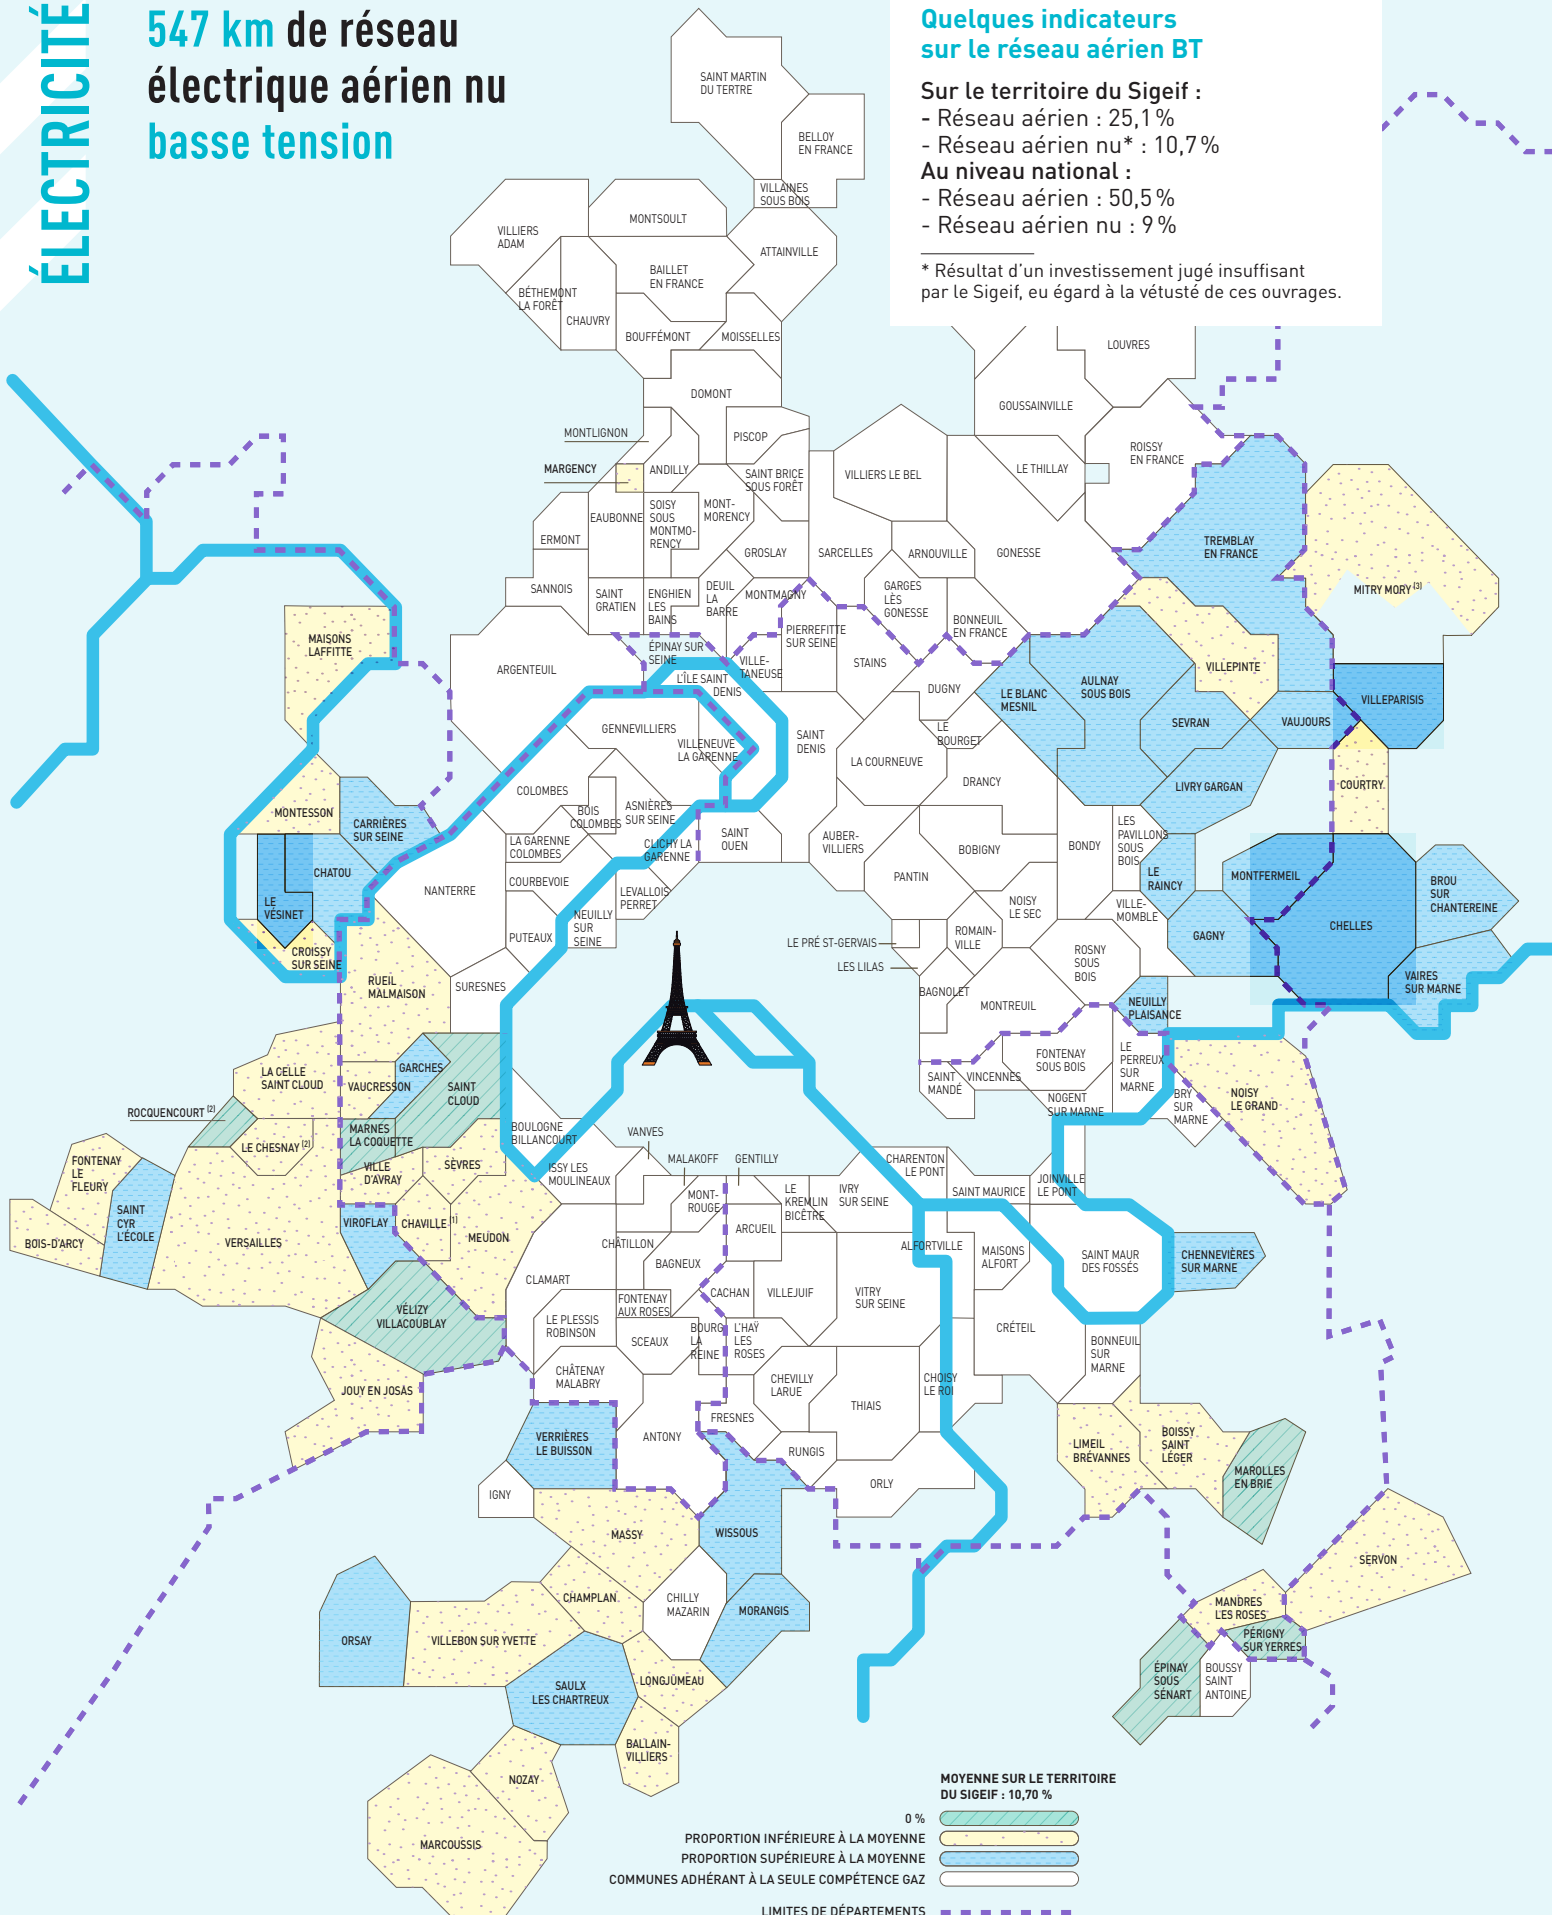 ÉLECTRICITÉ
547 km de réseau
électrique aérien nu
basse tension
Quelques indicateurs
sur le réseau aérien BT
Sur le territoire du Sigeif :
- Réseau aérien : 25,1 %
- Réseau aérien nu* : 10,7 %
Au niveau national :
- Réseau aérien : 50,5 %
- Réseau aérien nu : 9 %
* Résultat d'un investissement jugé insuffisant
par le Sigeif, eu égard à la vétusté de ces ouvrages.
SAINT MARTIN
DU TERTRE
BELLOY
EN FRANCE
VILLAINES
SOUS BOIS
MONTSOULT
VILLIERS
ADAM
ATTAINVILLE
BAILLET
EN FRANCE
BÉTHEMONT
LA FORÊT
CHAUVRY
BOUFFÉMONT
MOISSELLES
LOUVRES
DOMONT
GOUSSAINVILLE
MONTLIGNON
PISCOP
ROISSY
EN FRANCE
MARGENCY
ANDILLY
SAINT BRICE
SOUS FORÊT
VILLIERS LE BEL
LE THILLAY
EAUBONNE
SOISY
SOUS
MONTMO-
RENCY
MONT-
MORENCY
ERMONT
GROSLAY
SARCELLES
ARNOUVILLE
GONESSE
TREMBLAY
EN FRANCE
MITRY MORY (3)
SANNOIS
SAINT
GRATIEN
ENGHIEN
LES
BAINS
DEUIL
LA
BARRE
MONTMAGNY
GARGES
LÈS
GONESSE
BONNEUIL
EN FRANCE
MAISONS
LAFFITTE
PIERREFITTE
SUR SEINE
ARGENTEUIL
ÉPINAY SUR
SEINE
VILLE-
TANEUSE
STAINS
VILLEPINTE
L'ÎLE SAINT
DENIS
DUGNY
LE BLANC
MESNIL
AULNAY
SOUS BOIS
VILLEPARISIS
GENNEVILLIERS
VILLENEUVE
LA GARENNE
SAINT
DENIS
LE
BOURGET
SEVRAN
VAUJOURS
LA COURNEUVE
DRANCY
LIVRY GARGAN
COURTRY
COLOMBES
BOIS
COLOMBES
ASNIÈRES
SUR SEINE
MONTESSON
CARRIÈRES
SUR SEINE
LA GARENNE
COLOMBES
CLICHY LA
GARENNE
SAINT
OUEN
AUBER-
VILLIERS
BOBIGNY
BONDY
LES
PAVILLONS
SOUS
BOIS
CHATOU
NANTERRE
COURBEVOIE
LEVALLOIS
PERRET
PANTIN
LE
RAINCY
MONTFERMEIL
BROU
SUR
CHANTEREINE
LE
VÉSINET
NEUILLY
SUR
SEINE
NOISY
LE SEC
VILLE-
MOMBLE
CHELLES
PUTEAUX
LE PRÉ ST-GERVAIS
ROMAIN-
VILLE
GAGNY
CROISSY
SUR SEINE
LES LILAS
ROSNY
SOUS
BOIS
RUEIL
MALMAISON
SURESNES
BAGNOLET
MONTREUIL
NEUILLY
PLAISANCE
VAIRES
SUR MARNE
LA CELLE
SAINT CLOUD
VAUCRESSON
GARCHES
SAINT
CLOUD
FONTENAY
SOUS BOIS
LE
PERREUX
SUR
MARNE
SAINT
MANDÉ
VINCENNES
NOGENT
SUR MARNE
BRY
SUR
MARNE
NOISY
LE GRAND
ROCQUENCOURT (2)
LE CHESNAY (2)
MARNES
LA COQUETTE
BOULOGNE
BILLANCOURT
VANVES
MALAKOFF
GENTILLY
CHARENTON
LE PONT
FONTENAY
LE
FLEURY
VILLE
D'AVRAY
SÈVRES
ISSY LES
MOULINEAUX
MONT-
ROUGE
LE
KREMLIN
BICÊTRE
IVRY
SUR SEINE
SAINT MAURICE
JOINVILLE
LE PONT
SAINT
CYR
L'ÉCOLE
VIROFLAY
CHAVILLE (1)
ARCUEIL
BOIS-D'ARCY
VERSAILLES
MEUDON
CHÂTILLON
BAGNEUX
ALFORTVILLE
MAISONS
ALFORT
SAINT MAUR
DES FOSSÉS
CHENNEVIÈRES
SUR MARNE
CLAMART
CACHAN
VILLEJUIF
VITRY
SUR SEINE
VÉLIZY
VILLACOUBLAY
FONTENAY
AUX ROSES
LE PLESSIS
ROBINSON
SCEAUX
BOURG
LA
REINE
L'HAŸ
LES
ROSES
CRÉTEIL
BONNEUIL
SUR
MARNE
JOUY EN JOSAS
CHÂTENAY
MALABRY
CHEVILLY
LARUE
CHOISY
LE ROI
THIAIS
FRESNES
VERRIÈRES
LE BUISSON
ANTONY
RUNGIS
LIMEIL
BRÉVANNES
BOISSY
SAINT
LÉGER
MAROLLES
EN BRIE
IGNY
ORLY
MASSY
WISSOUS
SERVON
CHAMPLAN
CHILLY
MAZARIN
MORANGIS
MANDRES
LES ROSES
ORSAY
VILLEBON SUR YVETTE
PÉRIGNY
SUR YERRES
SAULX
LES CHARTREUX
LONGJUMEAU
ÉPINAY
SOUS
SÉNART
BOUSSY
SAINT
ANTOINE
BALLAIN-
VILLIERS
NOZAY
MARCOUSSIS
MOYENNE SUR LE TERRITOIRE
DU SIGEIF : 10,70 %
0 %
PROPORTION INFÉRIEURE À LA MOYENNE
PROPORTION SUPÉRIEURE À LA MOYENNE
COMMUNES ADHÉRANT À LA SEULE COMPÉTENCE GAZ
LIMITES DE DÉPARTEMENTS